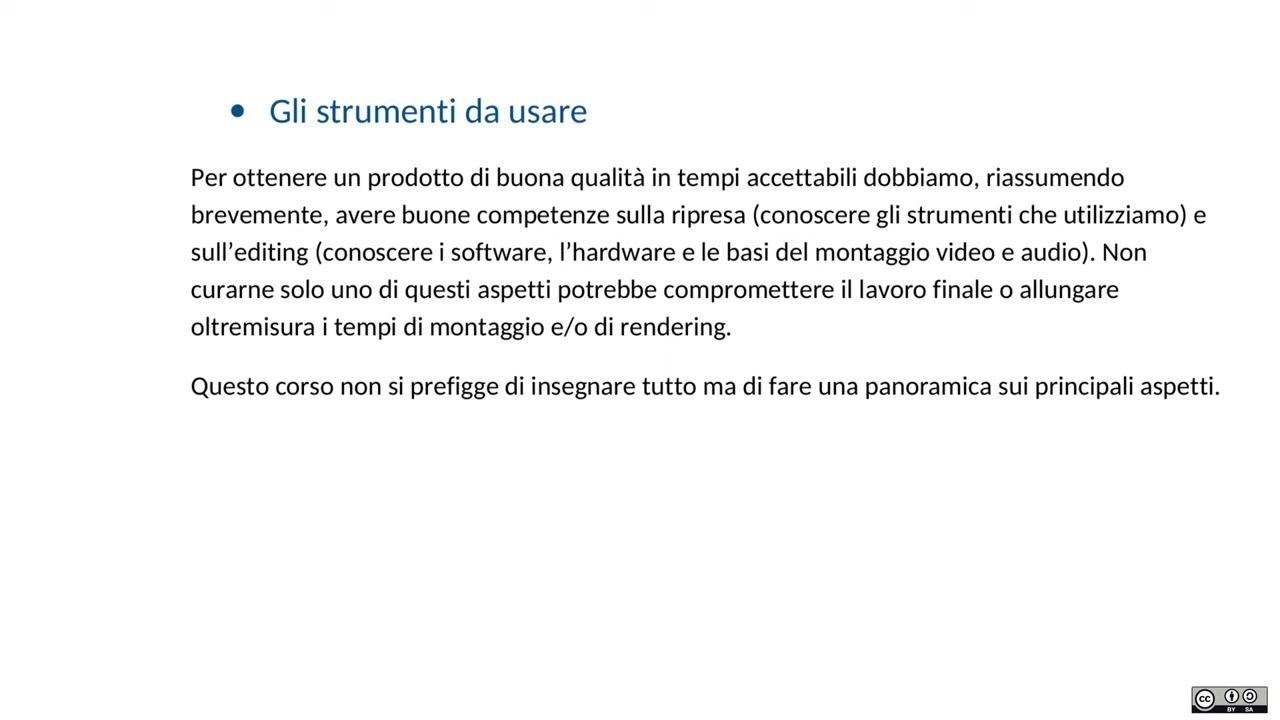 • Gli strumenti da usare
Per ottenere un prodotto di buona qualità in tempi accettabili dobbiamo, riassumendo
brevemente, avere buone competenze sulla ripresa (conoscere gli strumenti che utilizziamo) e
sull’editing (conoscere i software, l’hardware e le basi del montaggio video e audio). Non
curarne solo uno di questi aspetti potrebbe compromettere il lavoro finale o allungare
oltremisura i tempi di montaggio e/o di rendering.
Questo corso non si prefigge di insegnare tutto ma di fare una panoramica sui principali aspetti.
cc
BY SA